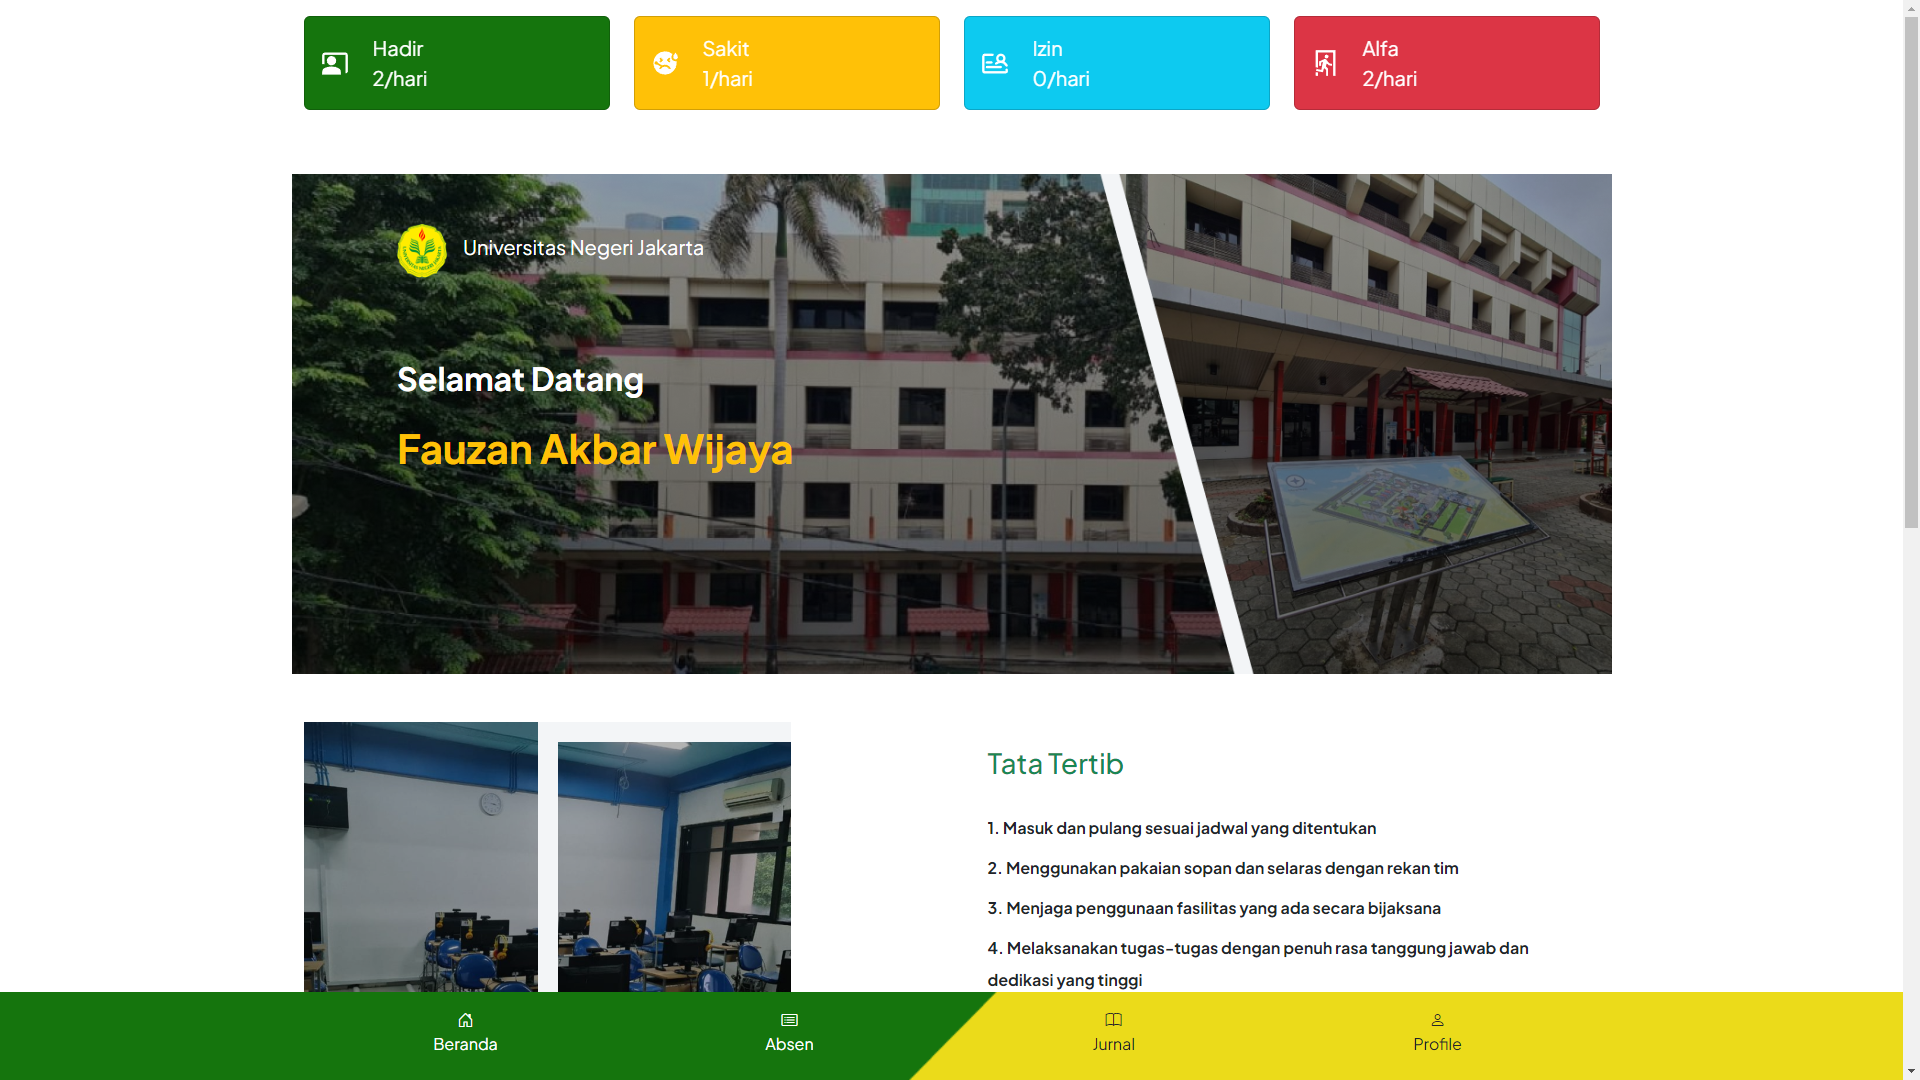 Hadir
2/hari
Sakit
1/hari
Izin
0/hari
Alfa
2/hari
Universitas Negeri Jakarta
Selamat Datang
Fauzan Akbar Wijaya
Tata Tertib
1. Masuk dan pulang sesuai jadwal yang ditentukan
2. Menggunakan pakaian sopan dan selaras dengan rekan tim
3. Menjaga penggunaan fasilitas yang ada secara bijaksana
4. Melaksanakan tugas-tugas dengan penuh rasa tanggung jawab dan
dedikasi yang tinggi
Beranda
Absen
Jurnal
Profile